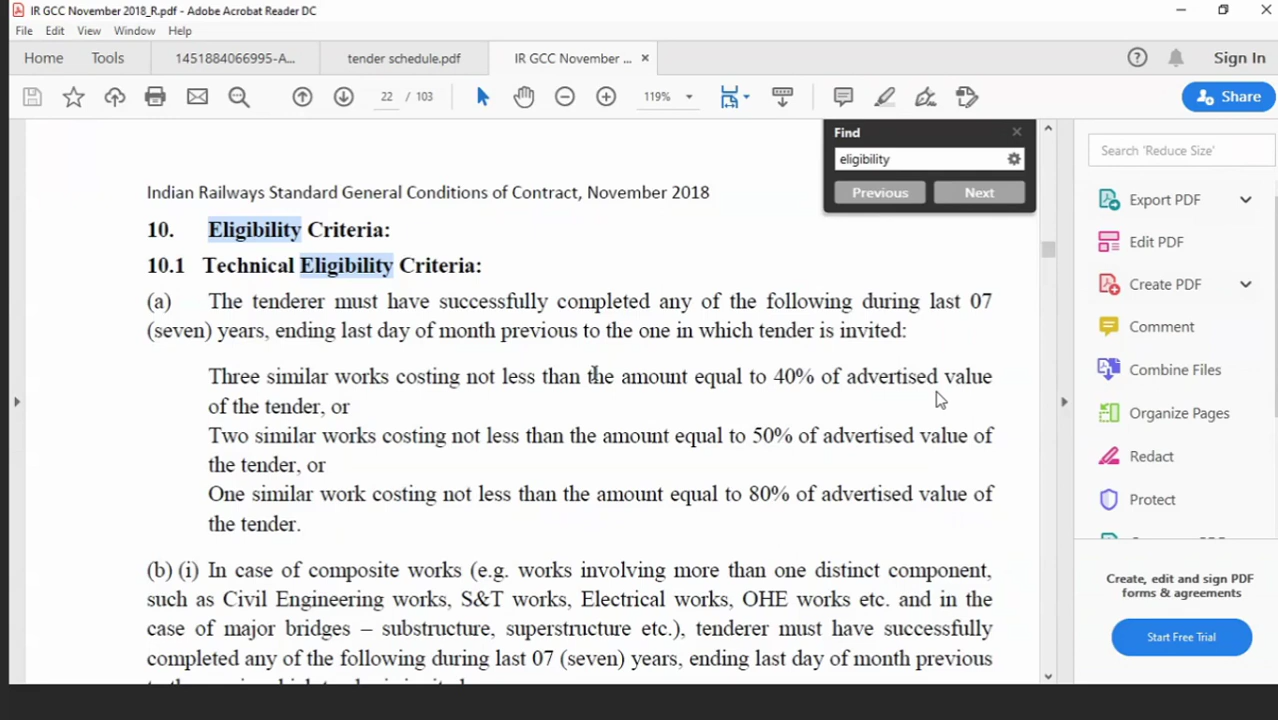 IR GCC November 2018_R.pdf - Adobe Acrobat Reader DC
File Edit View Window Help
Home Tools 1451884066995-A... tender schedule.pdf IR GCC November ... × Sign In
22 / 103 119% Share
Find
eligibility
Previous Next
Search 'Reduce Size'
Export PDF
Edit PDF
Create PDF
Comment
Combine Files
Organize Pages
Redact
Protect
Create, edit and sign PDF
forms & agreements
Start Free Trial
Indian Railways Standard General Conditions of Contract, November 2018
10. Eligibility Criteria:
10.1 Technical Eligibility Criteria:
(a) The tenderer must have successfully completed any of the following during last 07
(seven) years, ending last day of month previous to the one in which tender is invited:
Three similar works costing not less than the amount equal to 40% of advertised value
of the tender, or
Two similar works costing not less than the amount equal to 50% of advertised value of
the tender, or
One similar work costing not less than the amount equal to 80% of advertised value of
the tender.
(b) (i) In case of composite works (e.g. works involving more than one distinct component,
such as Civil Engineering works, S&T works, Electrical works, OHE works etc. and in the
case of major bridges – substructure, superstructure etc.), tenderer must have successfully
completed any of the following during last 07 (seven) years, ending last day of month previous